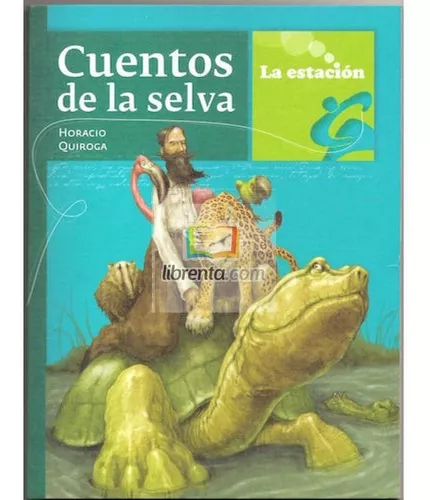 Cuentos
de la selva
HORACIO
QUIROGA
La estación
librenta.com